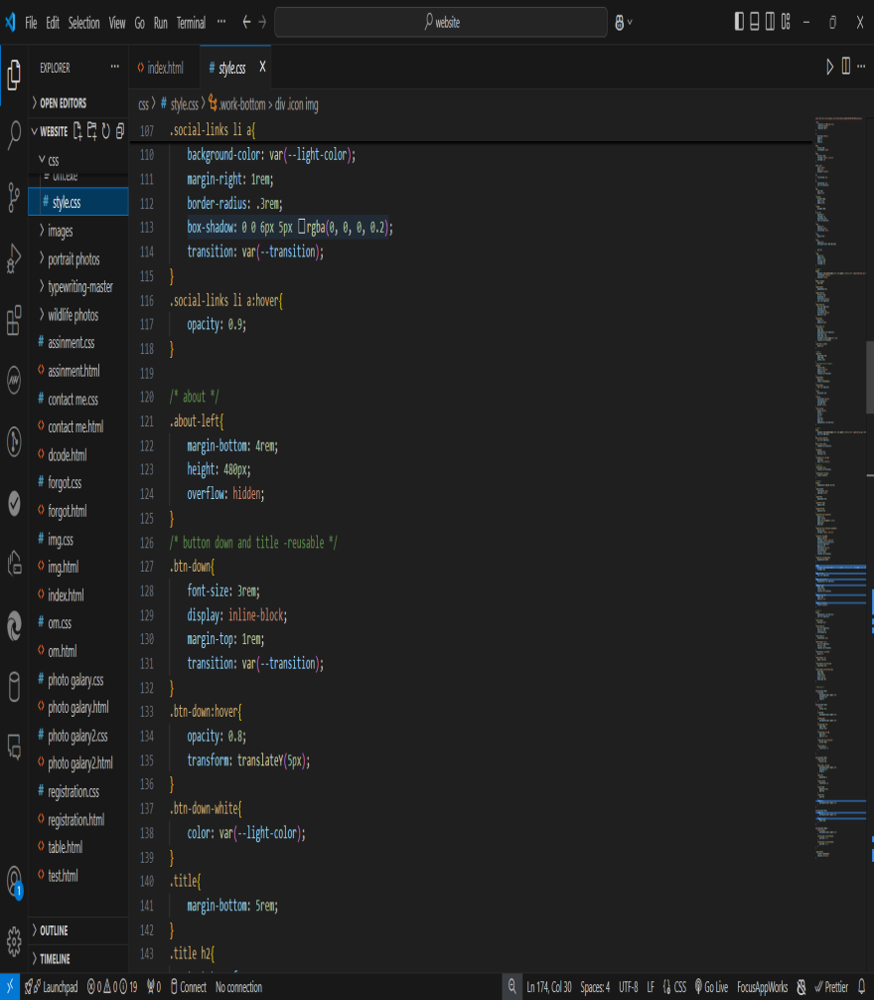 File Edit Selection View Go Run Terminal ··· ← → website
EXPLORER ···
OPEN EDITORS
WEBSITE
css
om.exe
# style.css
images
portrait photos
typewriting-master
wildlife photos
# assinment.css
<> assinment.html
# contact me.css
<> contact me.html
<> dcode.html
# forgot.css
<> forgot.html
# img.css
<> img.html
<> index.html
# om.css
<> om.html
# photo galary.css
<> photo galary.html
# photo galary2.css
<> photo galary2.html
# registration.css
<> registration.html
<> table.html
<> test.html
OUTLINE
TIMELINE
1
<> index.html # style.css X
css > # style.css > .work-bottom > div .icon img
107 .social-links li a{
110 background-color: var(--light-color);
111 margin-right: 1rem;
112 border-radius: .3rem;
113 box-shadow: 0 0 6px 5px rgba(0, 0, 0, 0.2);
114 transition: var(--transition);
115 }
116 .social-links li a:hover{
117 opacity: 0.9;
118 }
119
120 /* about */
121 .about-left{
122 margin-bottom: 4rem;
123 height: 480px;
124 overflow: hidden;
125 }
126 /* button down and title -reusable */
127 .btn-down{
128 font-size: 3rem;
129 display: inline-block;
130 margin-top: 1rem;
131 transition: var(--transition);
132 }
133 .btn-down:hover{
134 opacity: 0.8;
135 transform: translateY(5px);
136 }
137 .btn-down-white{
138 color: var(--light-color);
139 }
140 .title{
141 margin-bottom: 5rem;
142 }
143 .title h2{
Launchpad 0 0 19 0 Connect No connection Ln 174, Col 30 Spaces: 4 UTF-8 LF {} CSS Go Live FocusAppWorks Prettier